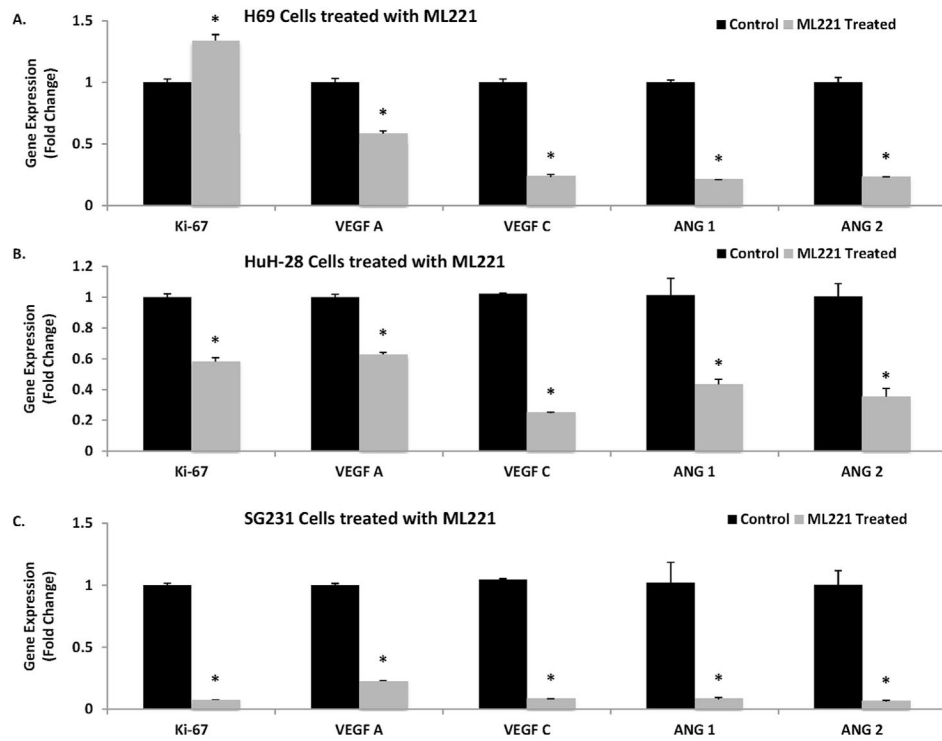 A.
H69 Cells treated with ML221
Control ML221 Treated
Gene Expression
(Fold Change)
1.5
1
0.5
0
*
*
*
*
*
Ki-67 VEGF A VEGF C ANG 1 ANG 2
B.
HuH-28 Cells treated with ML221
Control ML221 Treated
Gene Expression
(Fold Change)
1.2
1
0.8
0.6
0.4
0.2
0
*
*
*
*
*
Ki-67 VEGF A VEGF C ANG 1 ANG 2
C.
SG231 Cells treated with ML221
Control ML221 Treated
Gene Expression
(Fold Change)
1.5
1
0.5
0
*
*
*
*
*
Ki-67 VEGF A VEGF C ANG 1 ANG 2